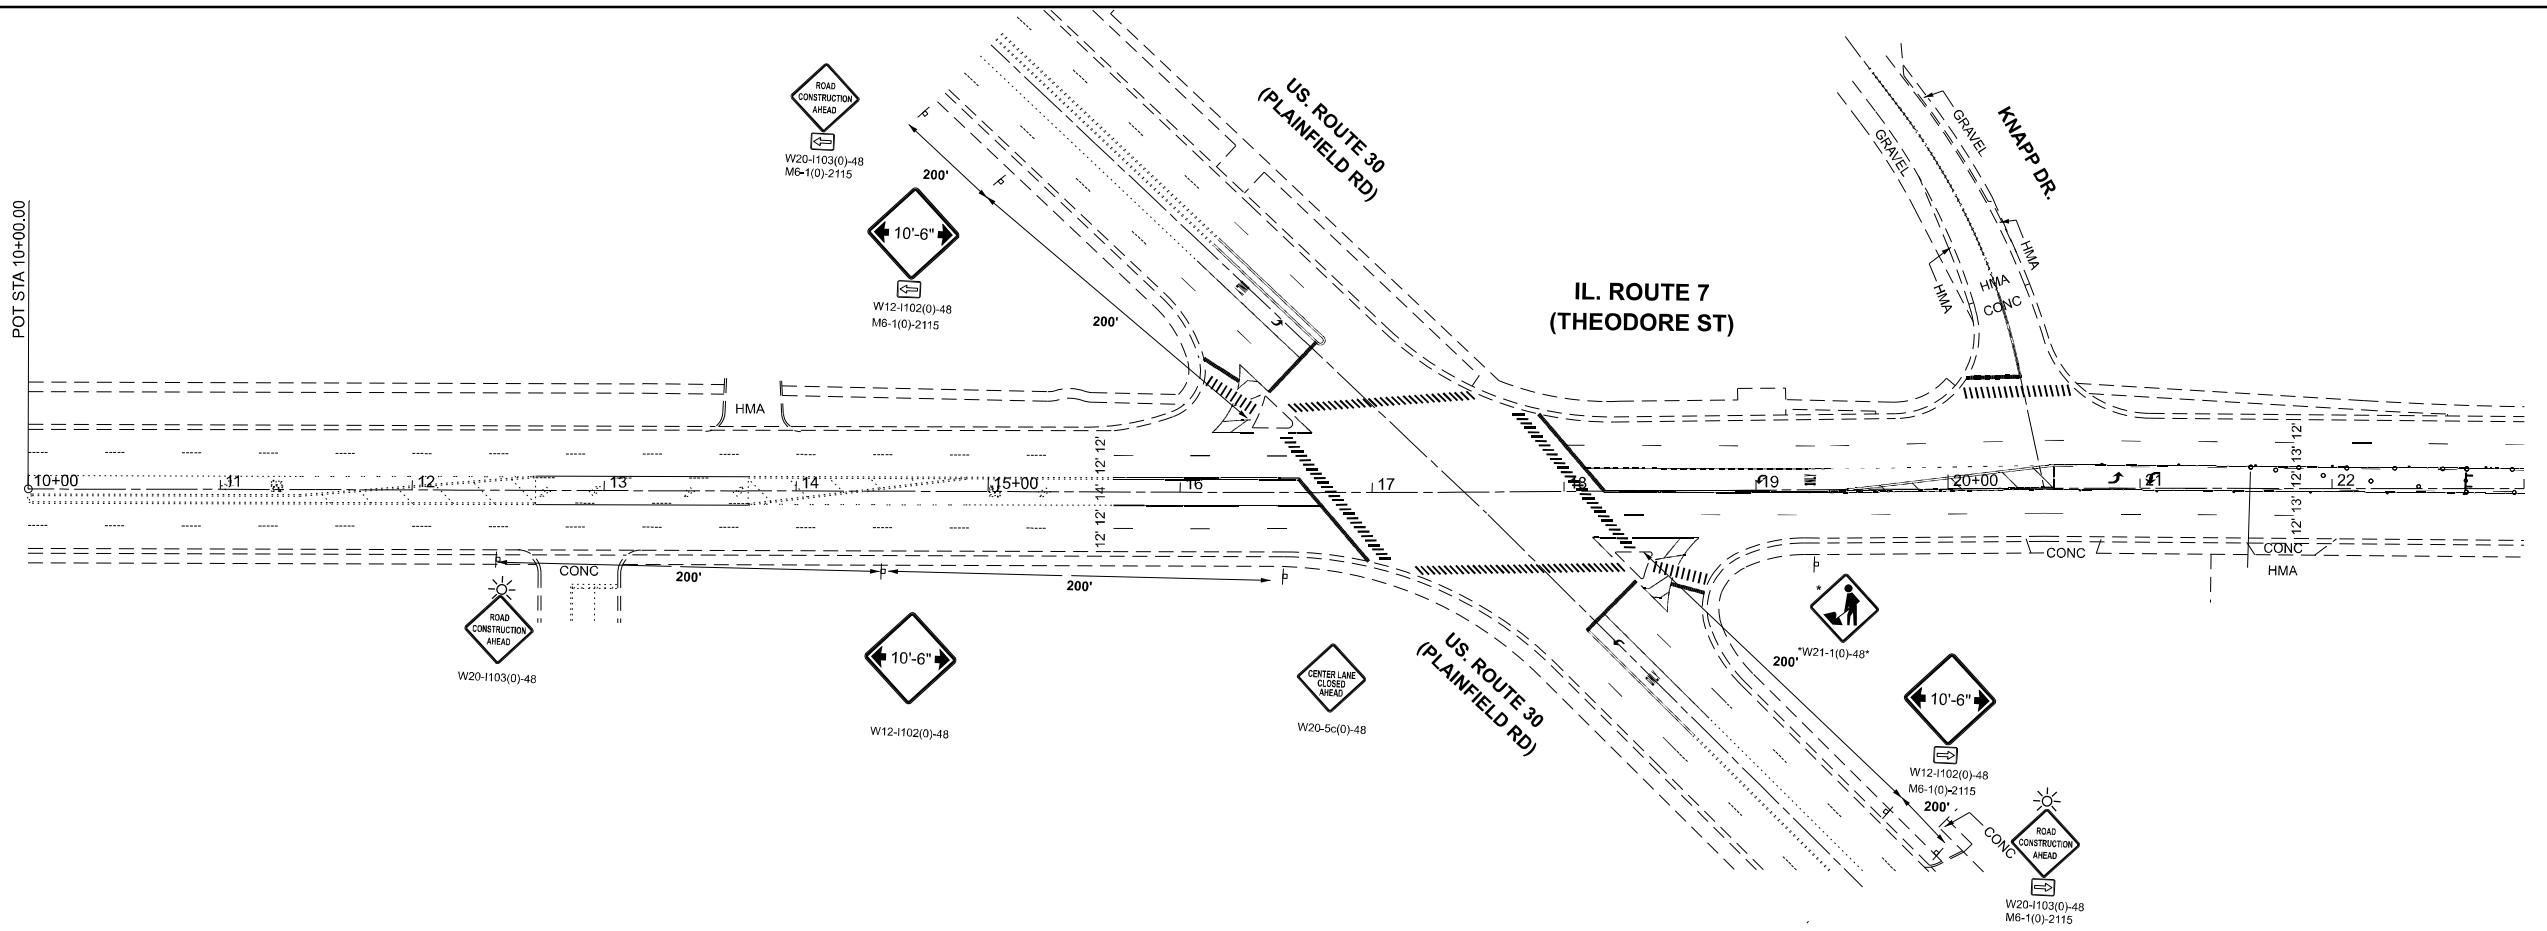 ROAD
CONSTRUCTION
AHEAD
W20-I103(0)-48
M6-1(0)-2115
200'
10'-6"
W12-I102(0)-48
M6-1(0)-2115
200'
US. ROUTE 30
(PLAINFIELD RD)
IL. ROUTE 7
(THEODORE ST)
KNAPP DR.
GRAVEL
GRAVEL
HMA
HMA
HMA
CONC
POT STA 10+00.00
HMA
12' 12' 14' 12' 12'
12' 13' 12' 13' 12'
10+00
11
12
13
14
15+00
16
17
18
19
20+00
21
22
CONC
200'
200'
CONC
CONC
HMA
ROAD
CONSTRUCTION
AHEAD
W20-I103(0)-48
10'-6"
W12-I102(0)-48
CENTER LANE
CLOSED
AHEAD
W20-5c(0)-48
US. ROUTE 30
(PLAINFIELD RD)
*
*W21-1(0)-48*
200'
10'-6"
W12-I102(0)-48
M6-1(0)-2115
200'
CONC
ROAD
CONSTRUCTION
AHEAD
W20-I103(0)-48
M6-1(0)-2115